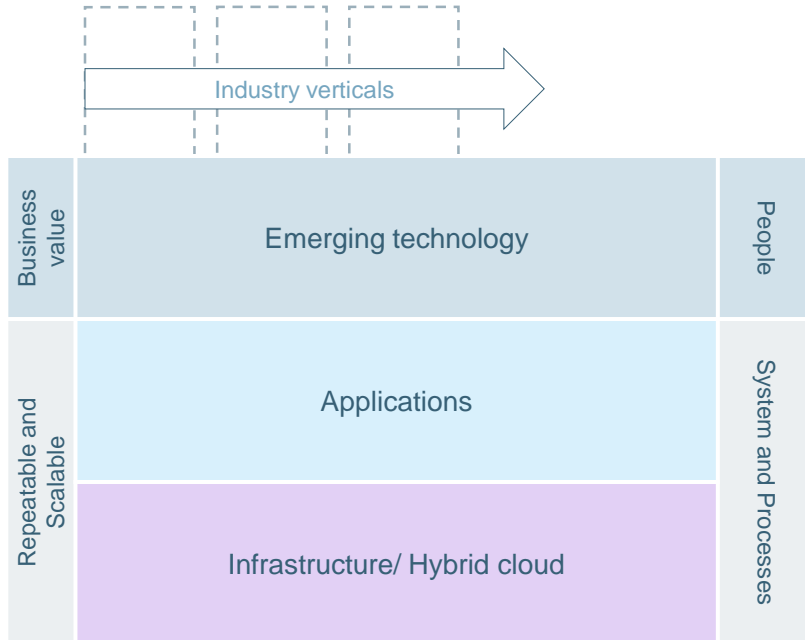 Industry verticals
Business
value
Emerging technology
People
Repeatable and
Scalable
Applications
System and Processes
Infrastructure/ Hybrid cloud